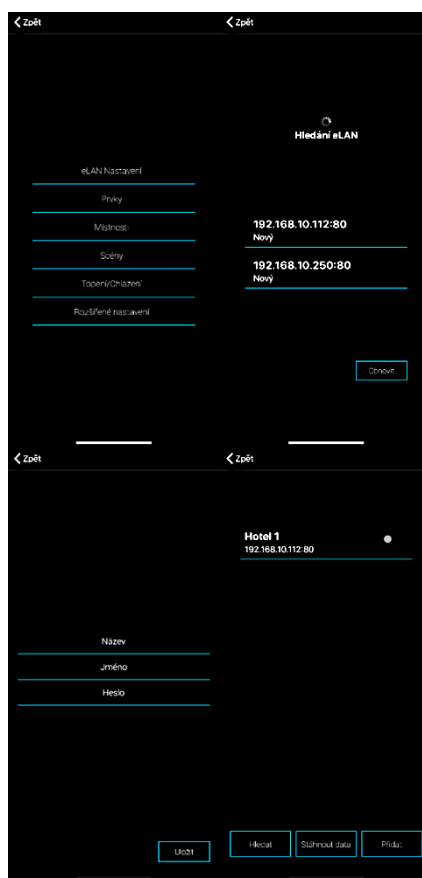 Zpět
eLAN Nastavení
Prvky
Místnosti
Scény
Topení/Chlazení
Rozšířené nastavení
Zpět
Hledání eLAN
192.168.10.112:80
Nový
192.168.10.250:80
Nový
Obnovit
Zpět
Název
Jméno
Heslo
Uložit
Zpět
Hotel 1
192.168.10.112:80
Hledat
Stáhnout data
Přidat